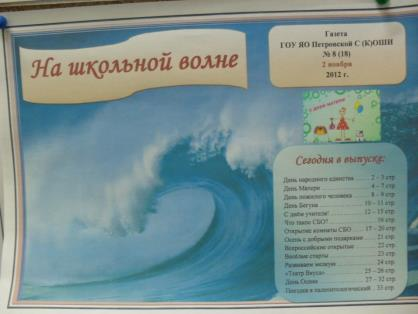 На школьной волне
Газета
ГОУ ЯО Петровской С (К)ОШИ
№ 8 (18)
2 ноября
2012 г.
С ДНЕМ МАТЕРИ
Сегодня в выпуске:
День народного единства ........ 2 – 3 стр.
День Матери ........ 4 – 7 стр.
День пожилого человека ........ 8 – 9 стр.
День Бегуна ........ 10 – 11 стр.
С днём учителя! ........ 12 – 15 стр.
Что такое СБО? ........ 16 стр.
Открытие комнаты СБО ........ 17 – 20 стр.
Осень с добрыми подарками ........ 21 стр.
Всероссийские открытые ........ 22 стр.
Весёлые старты ........ 23 стр.
Развиваем мелкую ........ 24 стр.
«Театр Вкуса» ........ 25 – 26 стр.
День Осени ........ 27 – 32 стр.
Поездка в палеонтологический . 33 стр.